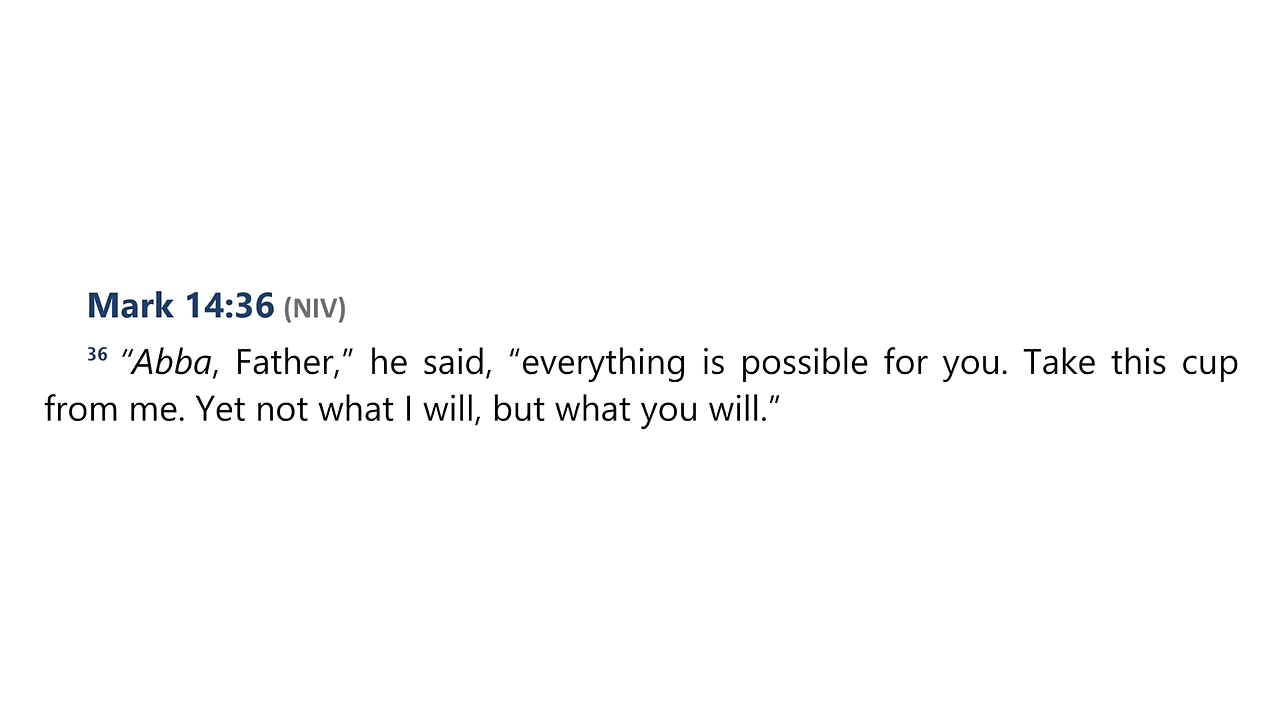 Mark 14:36 (NIV)
36 “Abba, Father,” he said, “everything is possible for you. Take this cup
from me. Yet not what I will, but what you will.”